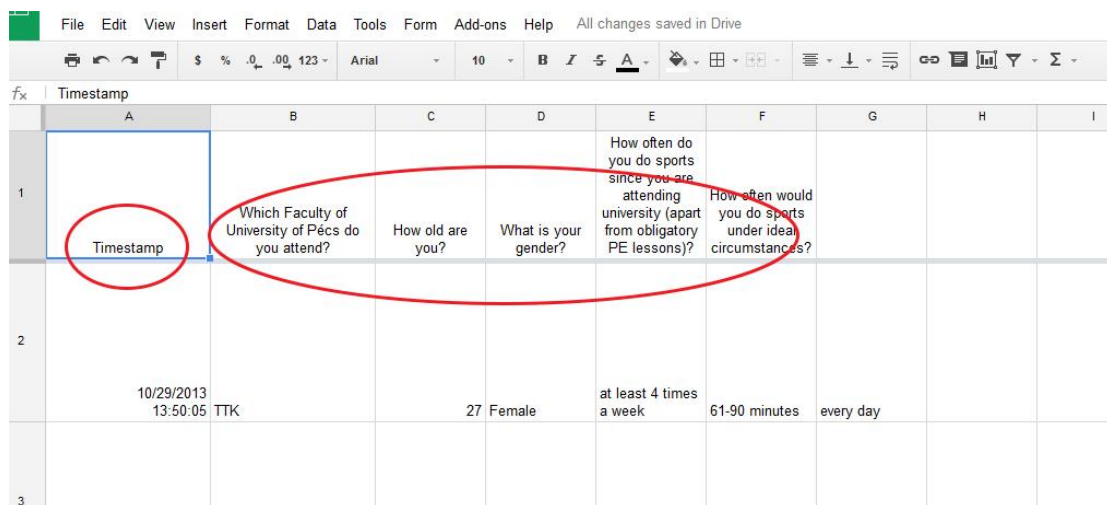 File Edit View Insert Format Data Tools Form Add-ons Help All changes saved in Drive
$ % .0 .00 123 Arial 10 B I S A Σ
fx Timestamp
A B C D E F G H I
1
Timestamp
Which Faculty of
University of Pécs do
you attend?
How old are
you?
What is your
gender?
How often do
you do sports
since you are
attending
university (apart
from obligatory
PE lessons)?
How often would
you do sports
under ideal
circumstances?
2
10/29/2013
13:50:05
TTK
27
Female
at least 4 times
a week
61-90 minutes
every day
3